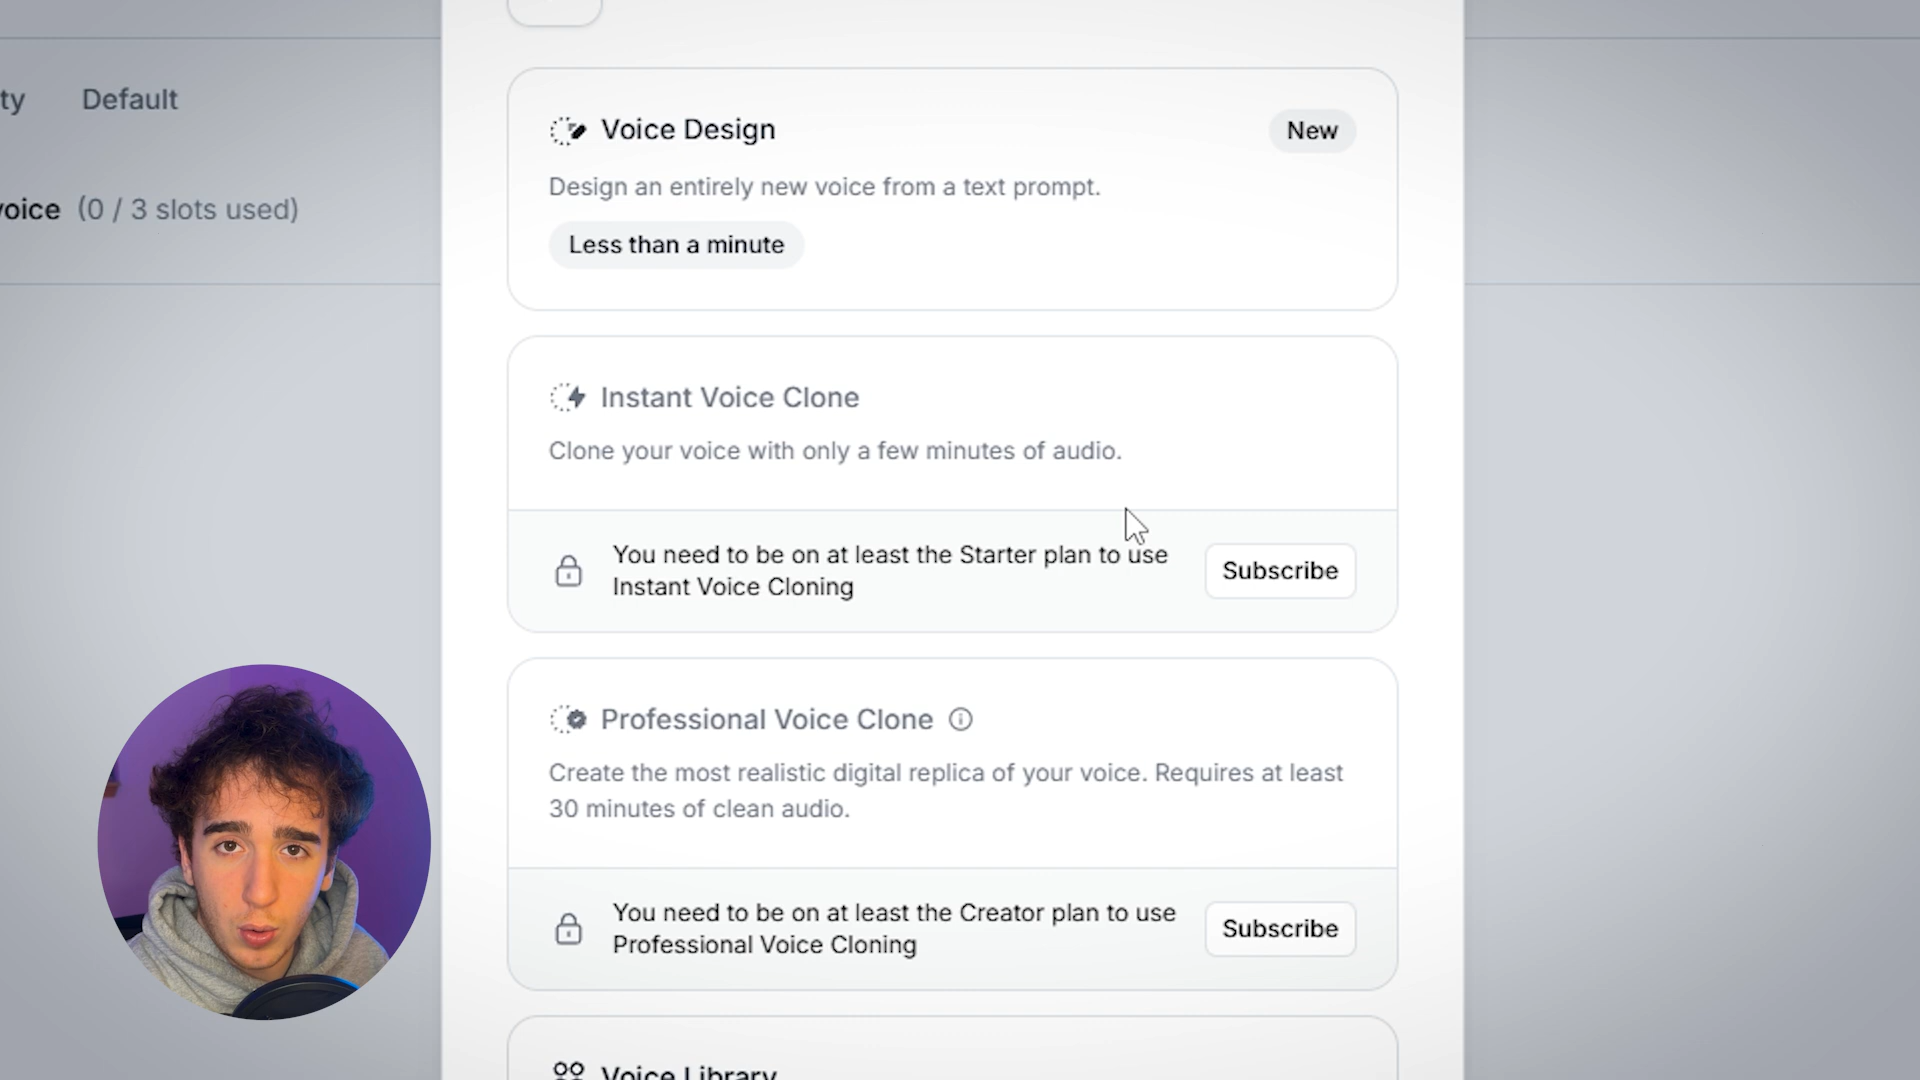 ty Default
voice (0 / 3 slots used)
Voice Design
New
Design an entirely new voice from a text prompt.
Less than a minute
Instant Voice Clone
Clone your voice with only a few minutes of audio.
You need to be on at least the Starter plan to use
Instant Voice Cloning
Subscribe
Professional Voice Clone
Create the most realistic digital replica of your voice. Requires at least
30 minutes of clean audio.
You need to be on at least the Creator plan to use
Professional Voice Cloning
Subscribe
Voice Library